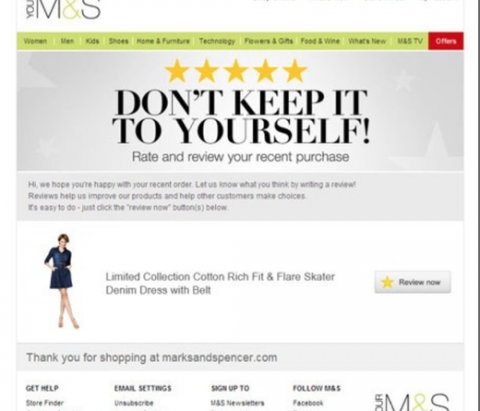 YOUR M&S
Women Men Kids Shoes Home & Furniture Technology Flowers & Gifts Food & Wine What's New M&S TV Offers
DON'T KEEP IT
TO YOURSELF!
Rate and review your recent purchase
Hi, we hope you're happy with your recent order. Let us know what you think by writing a review!
Reviews help us improve our products and help other customers make choices.
It's easy to do - just click the "review now" button(s) below.
Limited Collection Cotton Rich Fit & Flare Skater
Denim Dress with Belt
Review now
Thank you for shopping at marksandspencer.com
GET HELP EMAIL SETTINGS SIGN UP TO FOLLOW M&S
Store Finder Unsubscribe M&S Newsletters Facebook
YOUR M&S